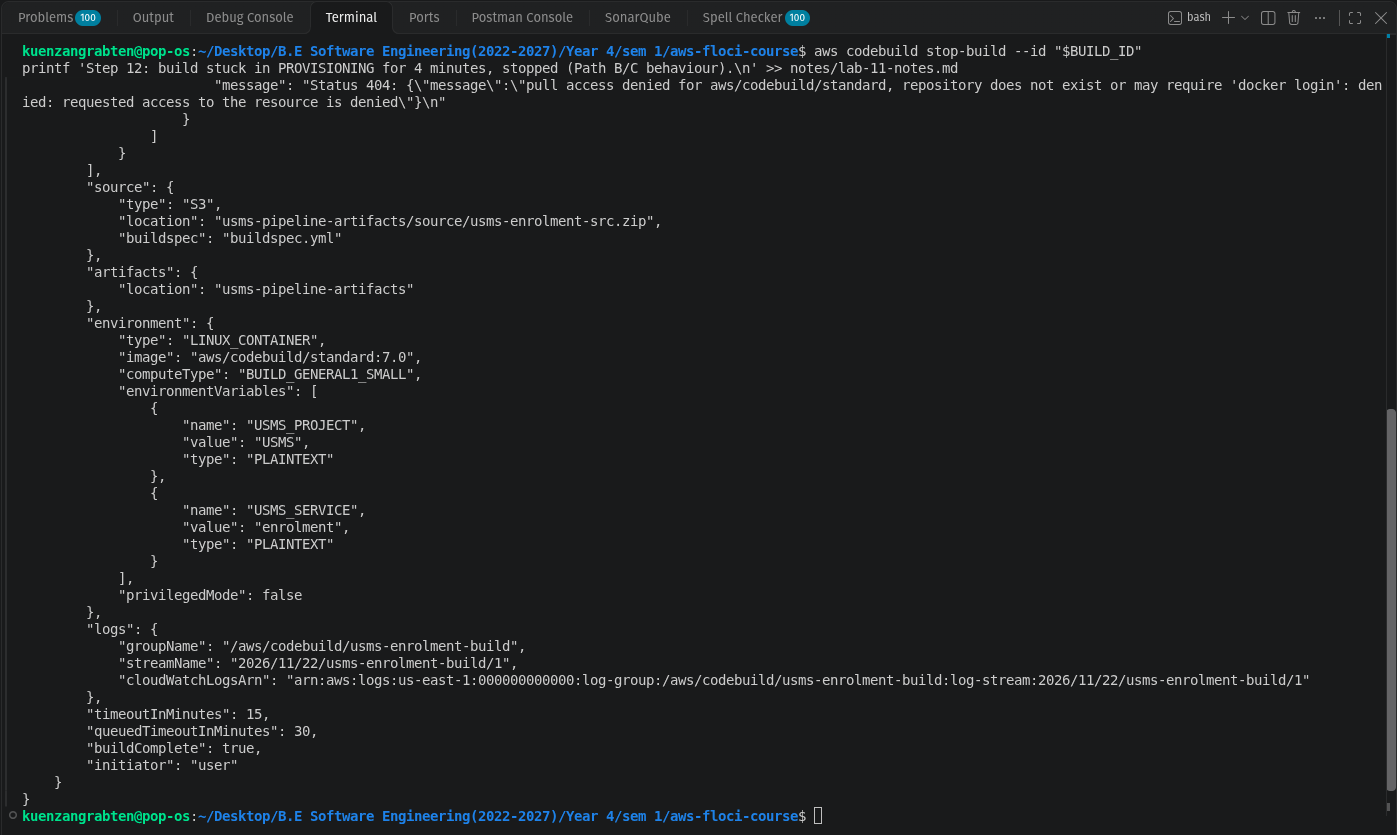 Problems 100 Output Debug Console Terminal Ports Postman Console SonarQube Spell Checker 100 bash
kuenzangrabten@pop-os:~/Desktop/B.E Software Engineering(2022-2027)/Year 4/sem 1/aws-floci-course$ aws codebuild stop-build --id "$BUILD_ID"
printf 'Step 12: build stuck in PROVISIONING for 4 minutes, stopped (Path B/C behaviour).\n' >> notes/lab-11-notes.md
                        "message": "Status 404: {\"message\":\"pull access denied for aws/codebuild/standard, repository does not exist or may require 'docker login': den
ied: requested access to the resource is denied\"}\n"
                    }
                ]
            }
        ],
        "source": {
            "type": "S3",
            "location": "usms-pipeline-artifacts/source/usms-enrolment-src.zip",
            "buildspec": "buildspec.yml"
        },
        "artifacts": {
            "location": "usms-pipeline-artifacts"
        },
        "environment": {
            "type": "LINUX_CONTAINER",
            "image": "aws/codebuild/standard:7.0",
            "computeType": "BUILD_GENERAL1_SMALL",
            "environmentVariables": [
                {
                    "name": "USMS_PROJECT",
                    "value": "USMS",
                    "type": "PLAINTEXT"
                },
                {
                    "name": "USMS_SERVICE",
                    "value": "enrolment",
                    "type": "PLAINTEXT"
                }
            ],
            "privilegedMode": false
        },
        "logs": {
            "groupName": "/aws/codebuild/usms-enrolment-build",
            "streamName": "2026/11/22/usms-enrolment-build/1",
            "cloudWatchLogsArn": "arn:aws:logs:us-east-1:000000000000:log-group:/aws/codebuild/usms-enrolment-build:log-stream:2026/11/22/usms-enrolment-build/1"
        },
        "timeoutInMinutes": 15,
        "queuedTimeoutInMinutes": 30,
        "buildComplete": true,
        "initiator": "user"
    }
}
kuenzangrabten@pop-os:~/Desktop/B.E Software Engineering(2022-2027)/Year 4/sem 1/aws-floci-course$